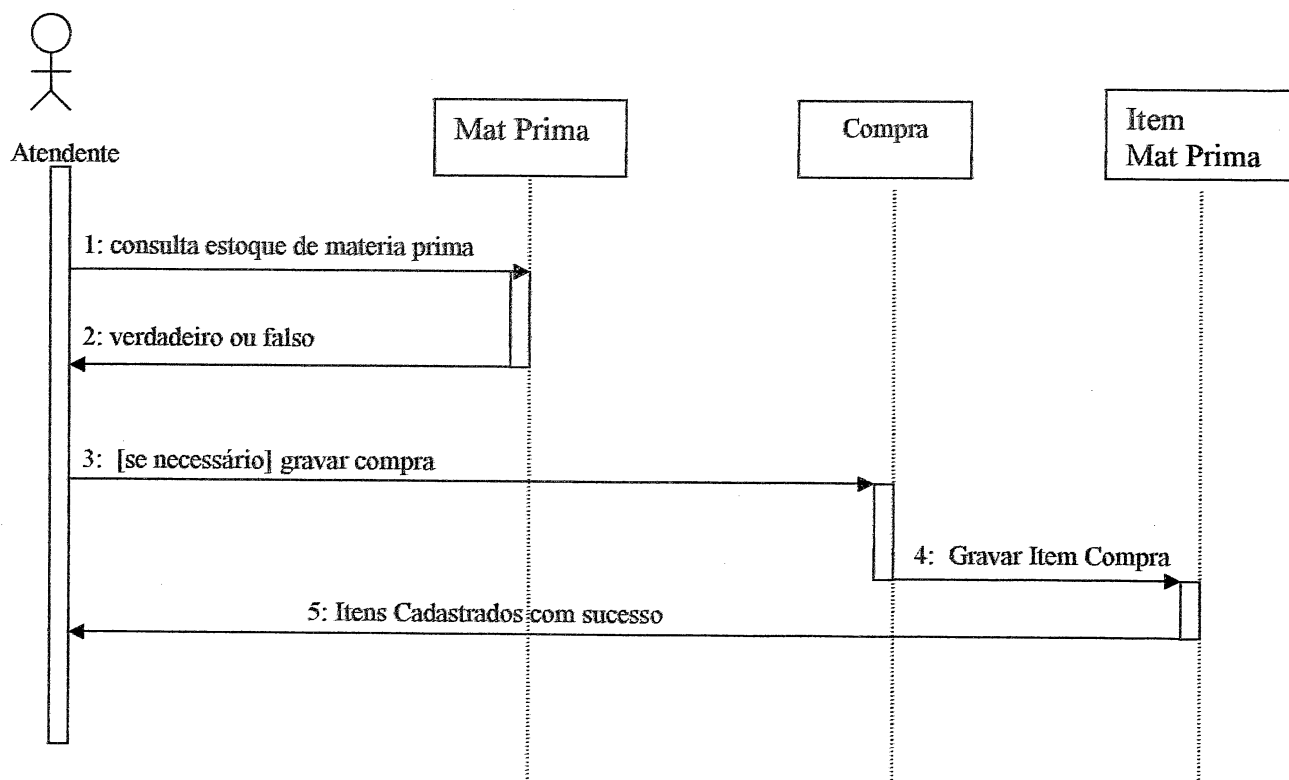 Atendente
Mat Prima
Compra
Item
Mat Prima
1: consulta estoque de materia prima
2: verdadeiro ou falso
3: [se necessário] gravar compra
4: Gravar Item Compra
5: Itens Cadastrados com sucesso